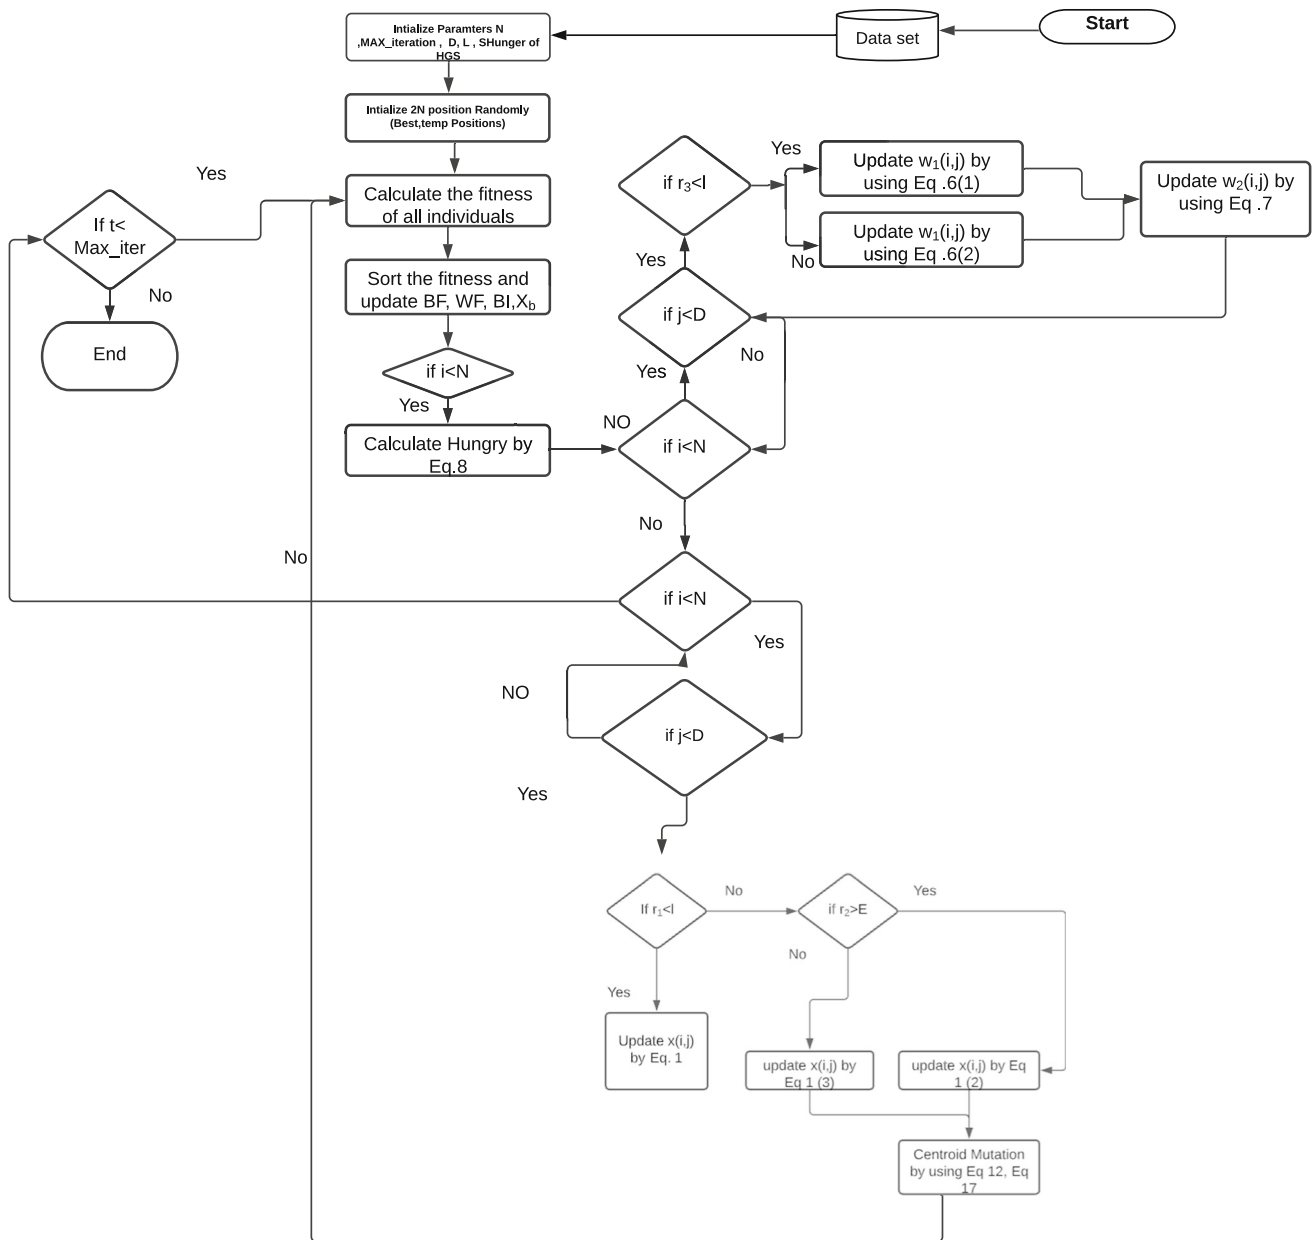 Start
Data set
Intialize Paramters N
,MAX_iteration , D, L , SHunger of
HGS
Intialize 2N position Randomly
(Best,temp Positions)
Yes
Calculate the fitness
of all individuals
If t<
Max_iter
No
End
Sort the fitness and
update BF, WF, BI,Xb
if i<N
Yes
Calculate Hungry by
Eq.8
if r3<l
Yes
Update w1(i,j) by
using Eq .6(1)
No
Update w1(i,j) by
using Eq .6(2)
Update w2(i,j) by
using Eq .7
Yes
if j<D
No
Yes
NO
if i<N
No
No
if i<N
Yes
NO
if j<D
Yes
If r1<l
No
if r2>E
Yes
No
Yes
Update x(i,j)
by Eq. 1
update x(i,j) by
Eq 1 (3)
update x(i,j) by Eq
1 (2)
Centroid Mutation
by using Eq 12, Eq
17